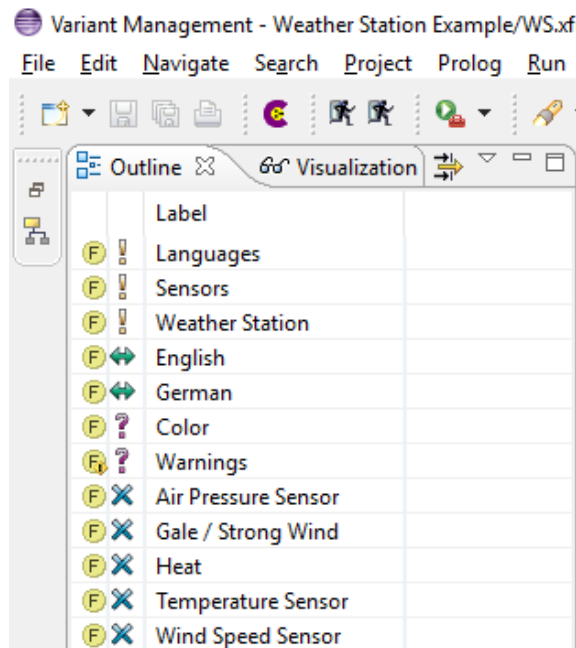 Variant Management - Weather Station Example/WS.xf
File Edit Navigate Search Project Prolog Run
Outline Visualization
Label
F Languages
F Sensors
F Weather Station
F English
F German
F ? Color
F ? Warnings
F Air Pressure Sensor
F Gale / Strong Wind
F Heat
F Temperature Sensor
F Wind Speed Sensor